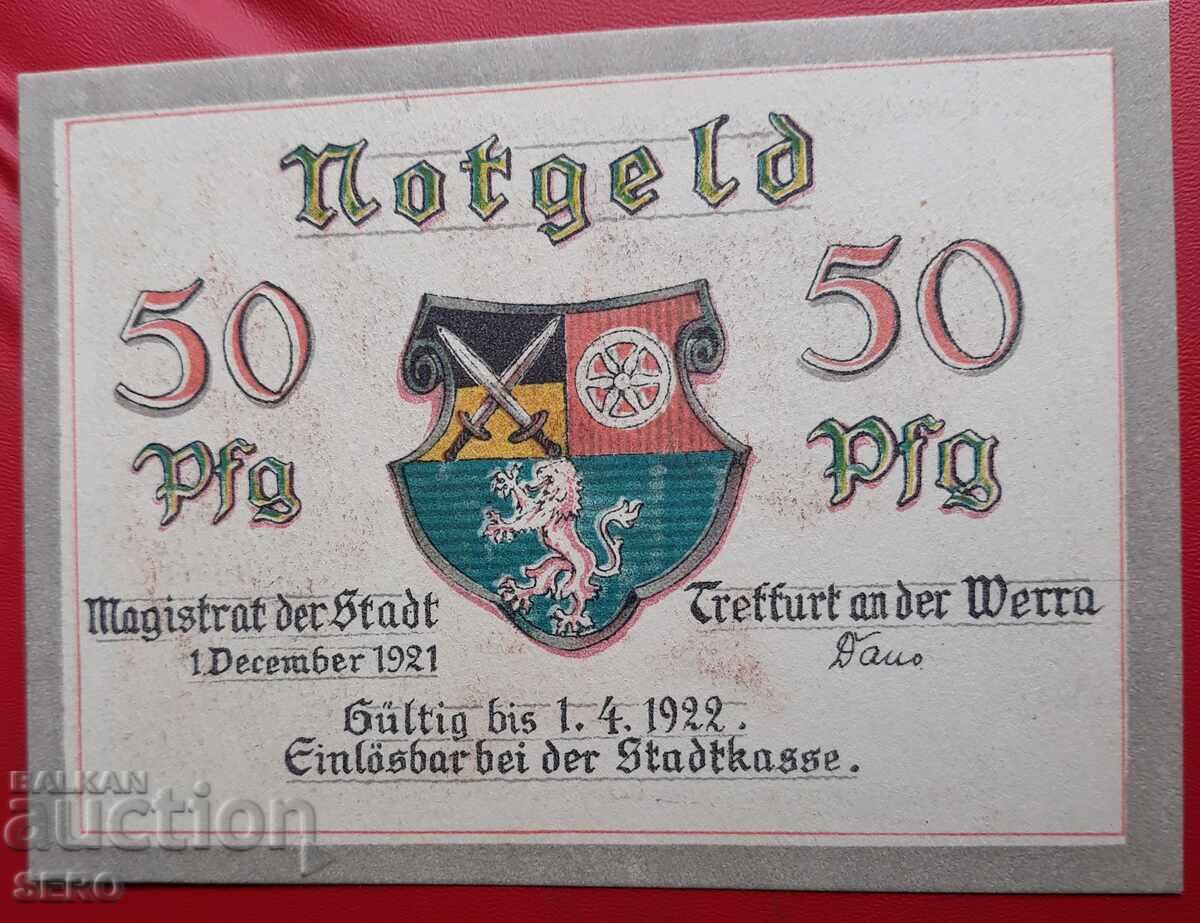 Notgeld
50 50
Pfg Pfg
Magistrat der Stadt Treffurt an der Werra
1. December 1921
Gültig bis 1. 4. 1922.
Einlösbar bei der Stadtkasse.
BALKAN
auction
SERO